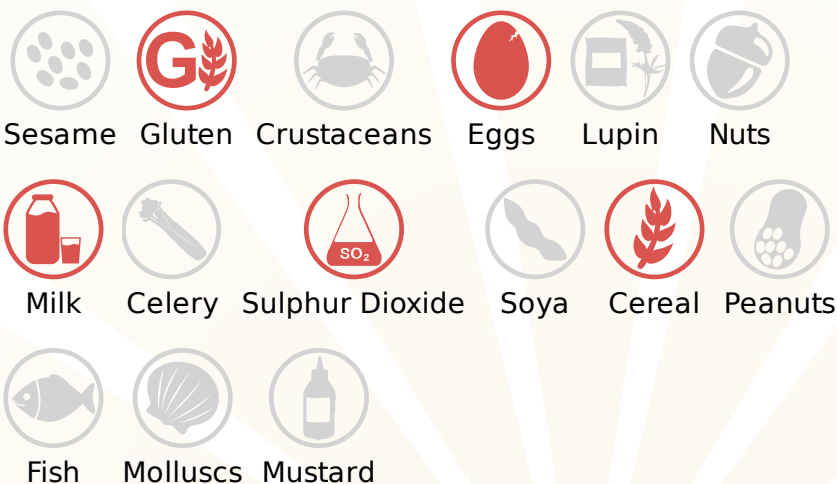 G
Sesame Gluten Crustaceans Eggs Lupin Nuts
SO₂
Milk Celery Sulphur Dioxide Soya Cereal Peanuts
Fish Molluscs Mustard